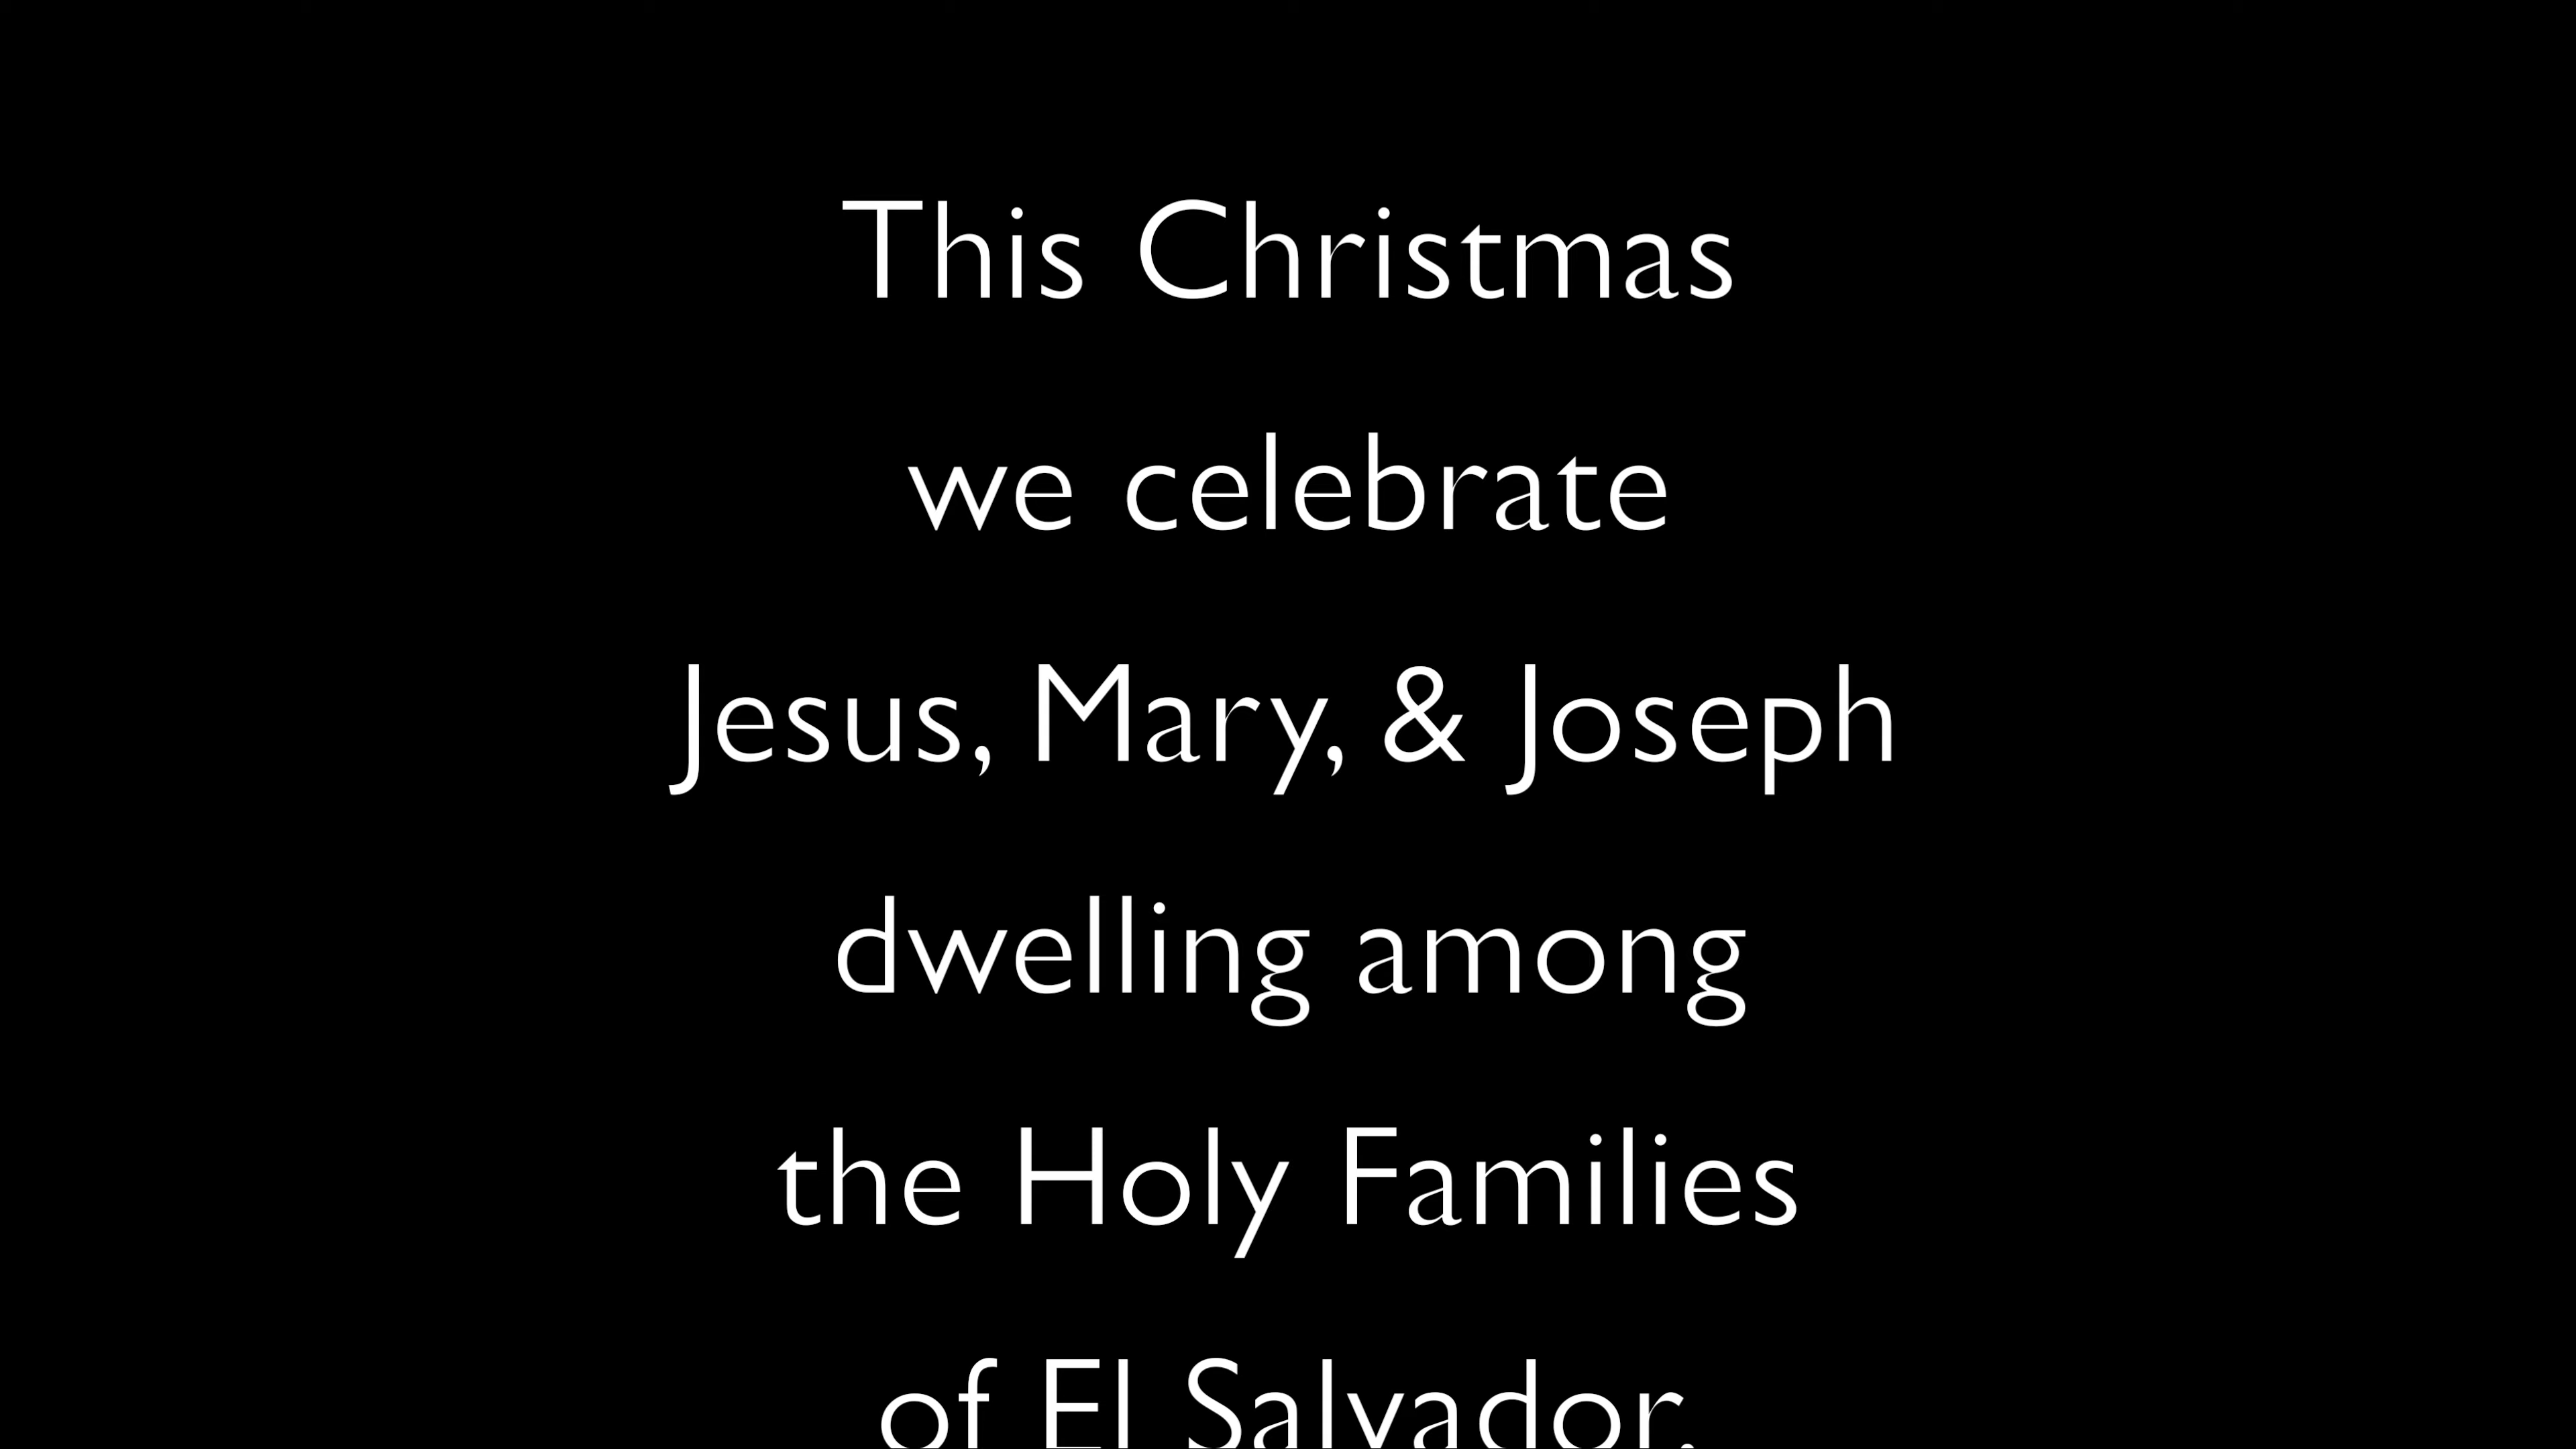 This Christmas
we celebrate
Jesus, Mary, & Joseph
dwelling among
the Holy Families
of El Salvador.